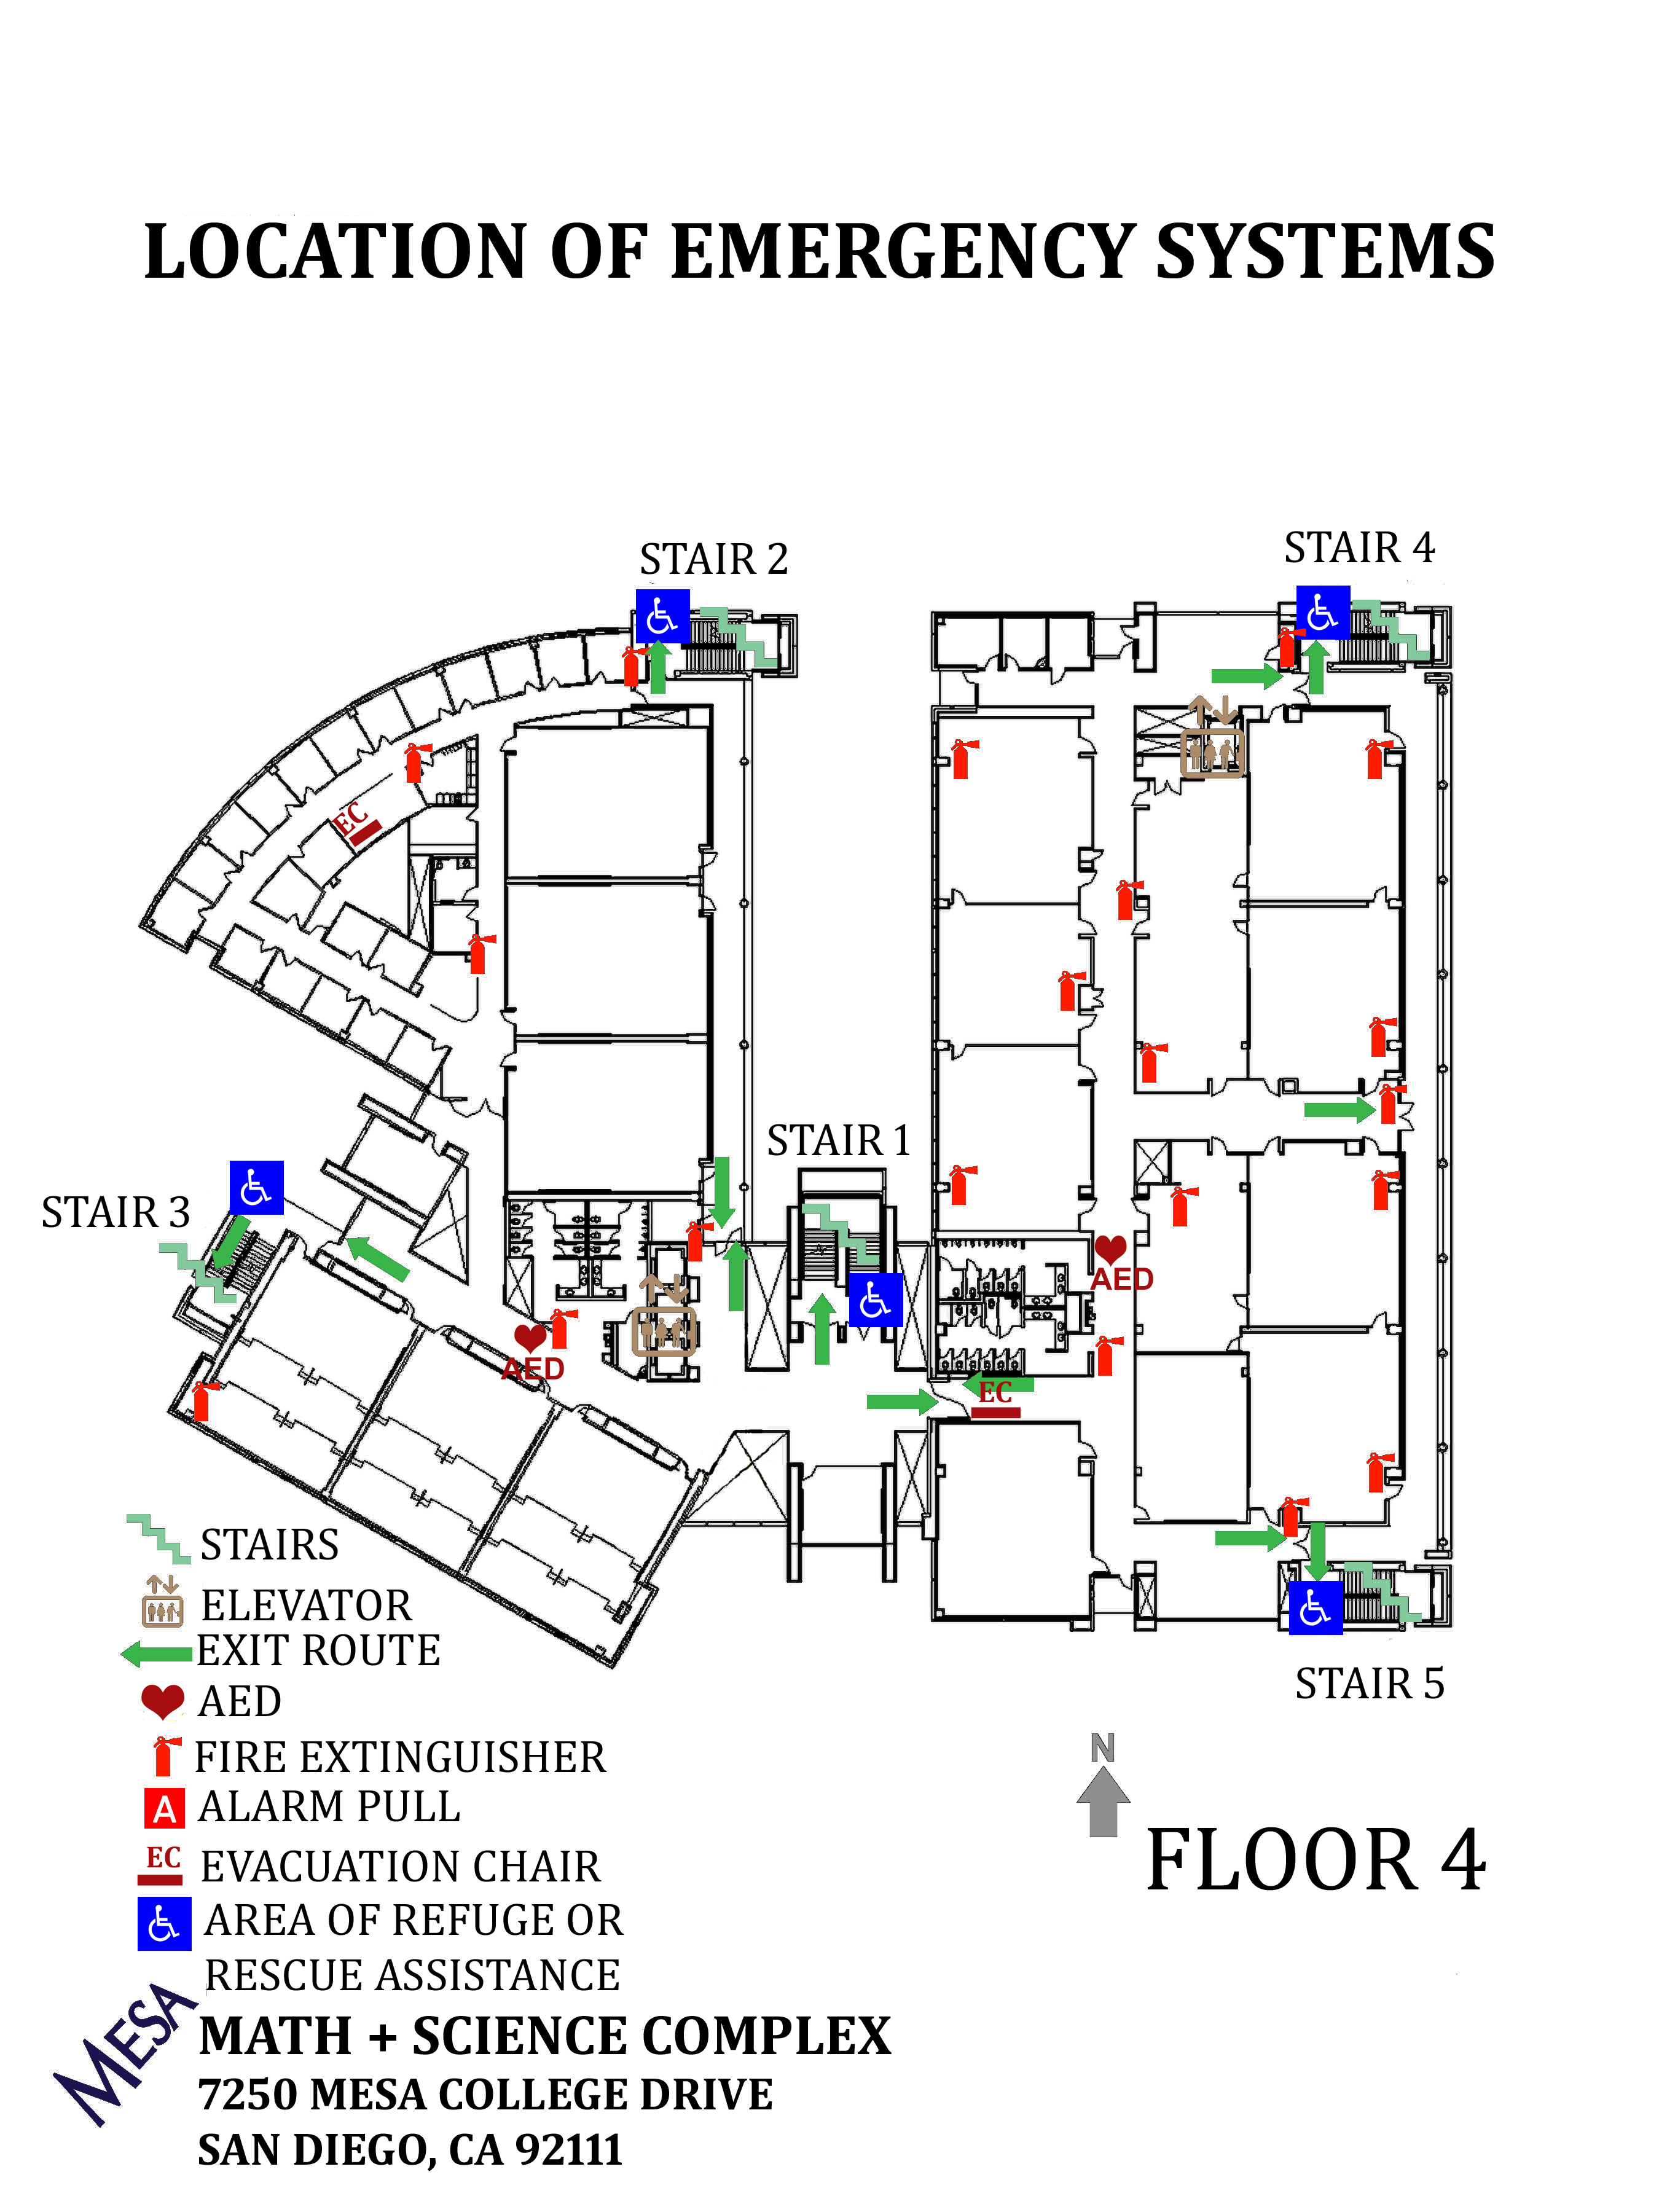 LOCATION OF EMERGENCY SYSTEMS
STAIR 2
STAIR 4
EC
STAIR 1
STAIR 3
AED
AED
EC
STAIRS
ELEVATOR
EXIT ROUTE
AED
FIRE EXTINGUISHER
A ALARM PULL
EC EVACUATION CHAIR
AREA OF REFUGE OR
RESCUE ASSISTANCE
STAIR 5
N
FLOOR 4
MESA
MATH + SCIENCE COMPLEX
7250 MESA COLLEGE DRIVE
SAN DIEGO, CA 92111